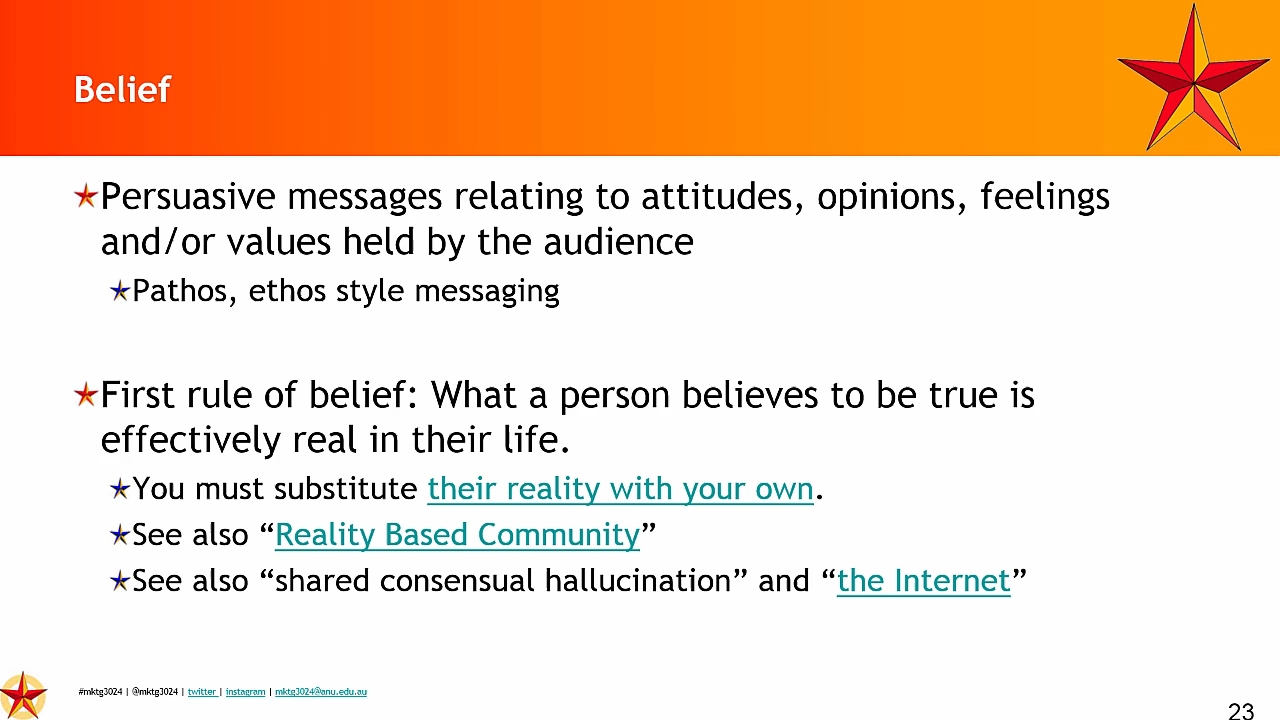 Belief
Persuasive messages relating to attitudes, opinions, feelings
and/or values held by the audience
Pathos, ethos style messaging
First rule of belief: What a person believes to be true is
effectively real in their life.
You must substitute their reality with your own.
See also “Reality Based Community”
See also “shared consensual hallucination” and “the Internet”
#mktg3024 | @mktg3024 | twitter | instagram | mktg3024@anu.edu.au
23